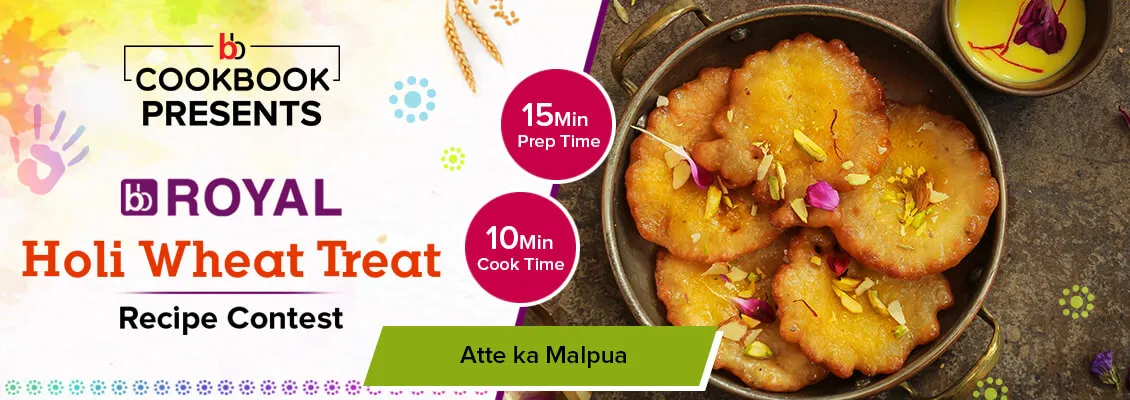 bb
COOKBOOK
PRESENTS
bb ROYAL
Holi Wheat Treat
Recipe Contest
15Min
Prep Time
10Min
Cook Time
Atte ka Malpua